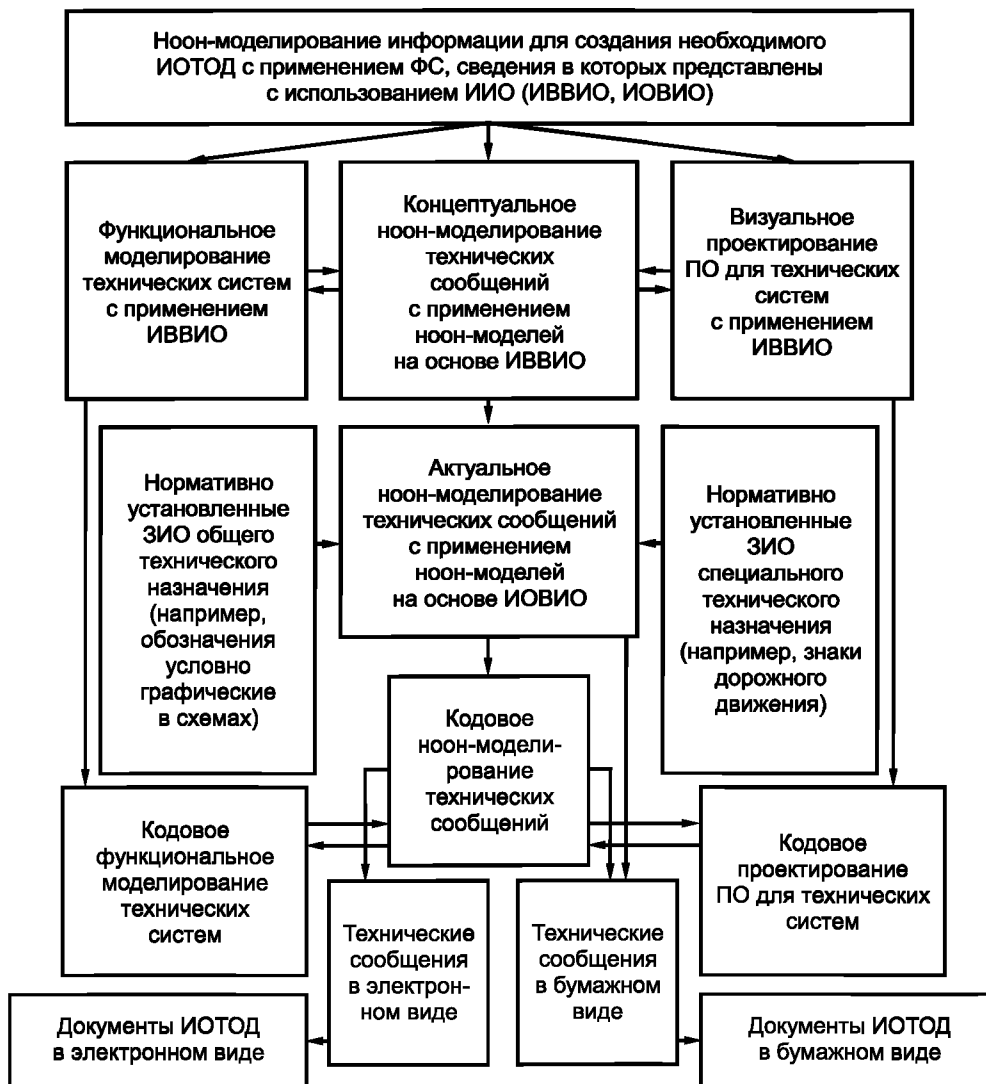 Ноон-моделирование информации для создания необходимого
ИОТОД с применением ФС, сведения в которых представлены
с использованием ИИО (ИВВИО, ИОВИО)
Функциональное
моделирование
технических систем
с применением
ИВВИО
Концептуальное
ноон-моделирование
технических
сообщений
с применением
ноон-моделей
на основе ИВВИО
Визуальное
проектирование
ПО для технических
систем
с применением
ИВВИО
Нормативно
установленные
ЗИО общего
технического
назначения
(например,
обозначения
условно
графические
в схемах)
Актуальное
ноон-моделирование
технических сообщений
с применением
ноон-моделей
на основе ИОВИО
Нормативно
установленные
ЗИО
специального
технического
назначения
(например, знаки
дорожного
движения)
Кодовое
ноон-модели-
рование
технических
сообщений
Кодовое
функциональное
моделирование
технических
систем
Кодовое
проектирование
ПО для технических
систем
Технические
сообщения
в электрон-
ном виде
Технические
сообщения
в бумажном
виде
Документы ИОТОД
в электронном виде
Документы ИОТОД
в бумажном виде